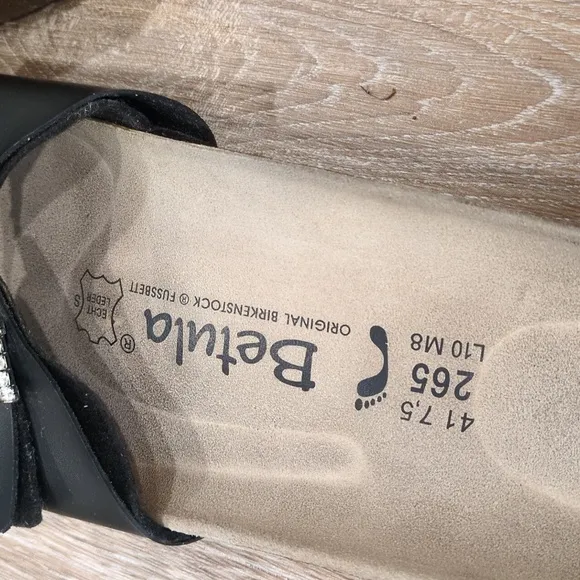 Betula®
ORIGINAL BIRKENSTOCK ® FUSSBETT
ECHT
LEDER
S
41 7,5
265
L10 M8